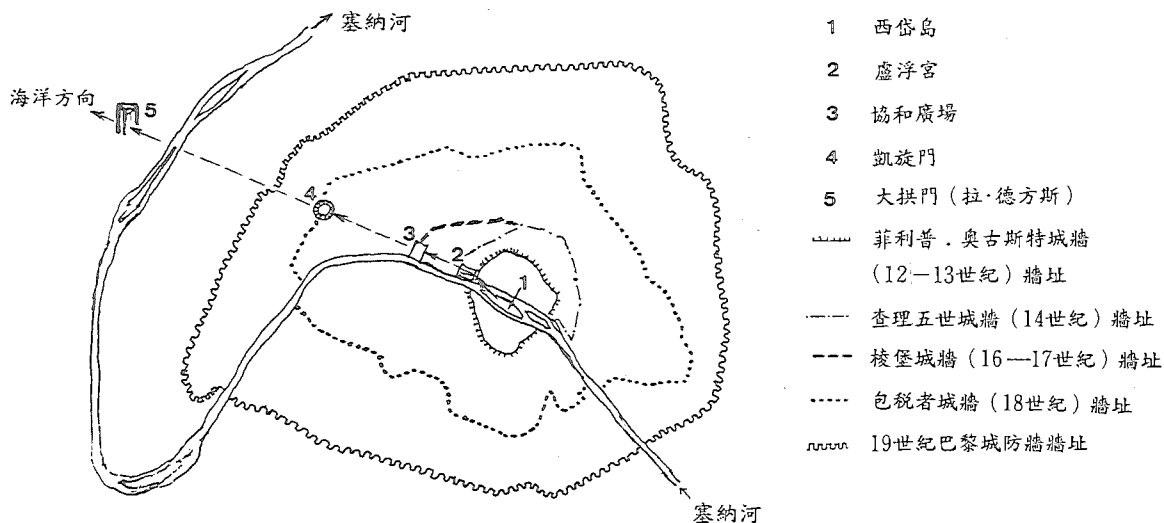 塞納河
海洋方向
5
4
3
2
1
塞納河
1 西岱島
2 盧浮宮
3 協和廣場
4 凱旋門
5 大拱門(拉·德方斯)
菲利普.奧古斯特城牆
(12-13世紀)牆址
查理五世城牆(14世紀)牆址
棱堡城牆(16—17世紀)牆址
包稅者城牆(18世紀)牆址
19世紀巴黎城防牆牆址